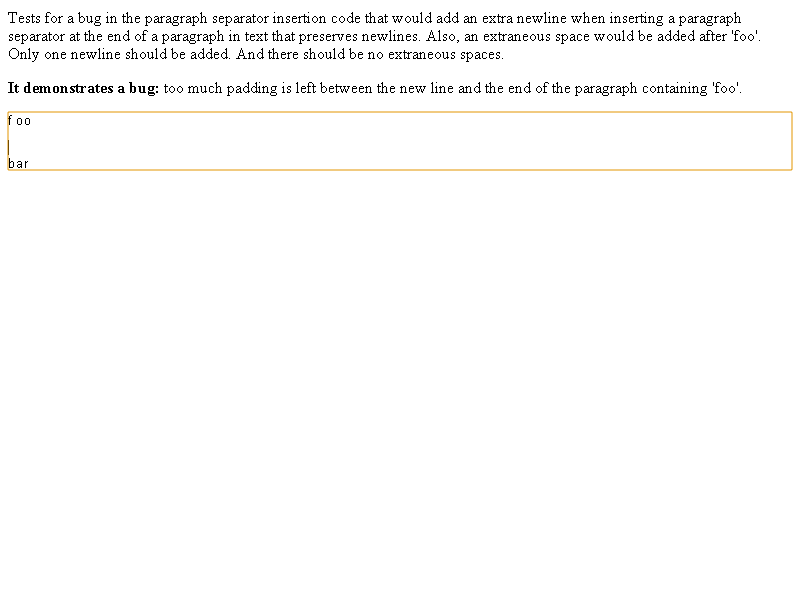 Tests for a bug in the paragraph separator insertion code that would add an extra newline when inserting a paragraph
separator at the end of a paragraph in text that preserves newlines. Also, an extraneous space would be added after 'foo'.
Only one newline should be added. And there should be no extraneous spaces.
It demonstrates a bug: too much padding is left between the new line and the end of the paragraph containing 'foo'.
foo
bar